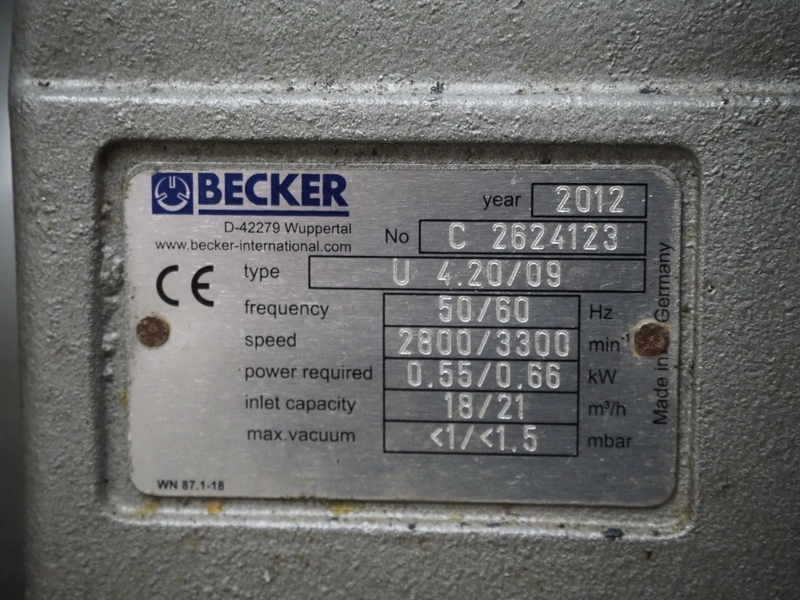 BECKER
D-42279 Wuppertal
www.becker-international.com
year 2012
No C 2624123
type U 4.20/09
frequency 50/60 Hz
speed 2800/3300 min-1
power required 0.55/0.66 kW
inlet capacity 18/21 m³/h
max.vacuum <1/<1.5 mbar
CE
Made in Germany
WN 87.1-18